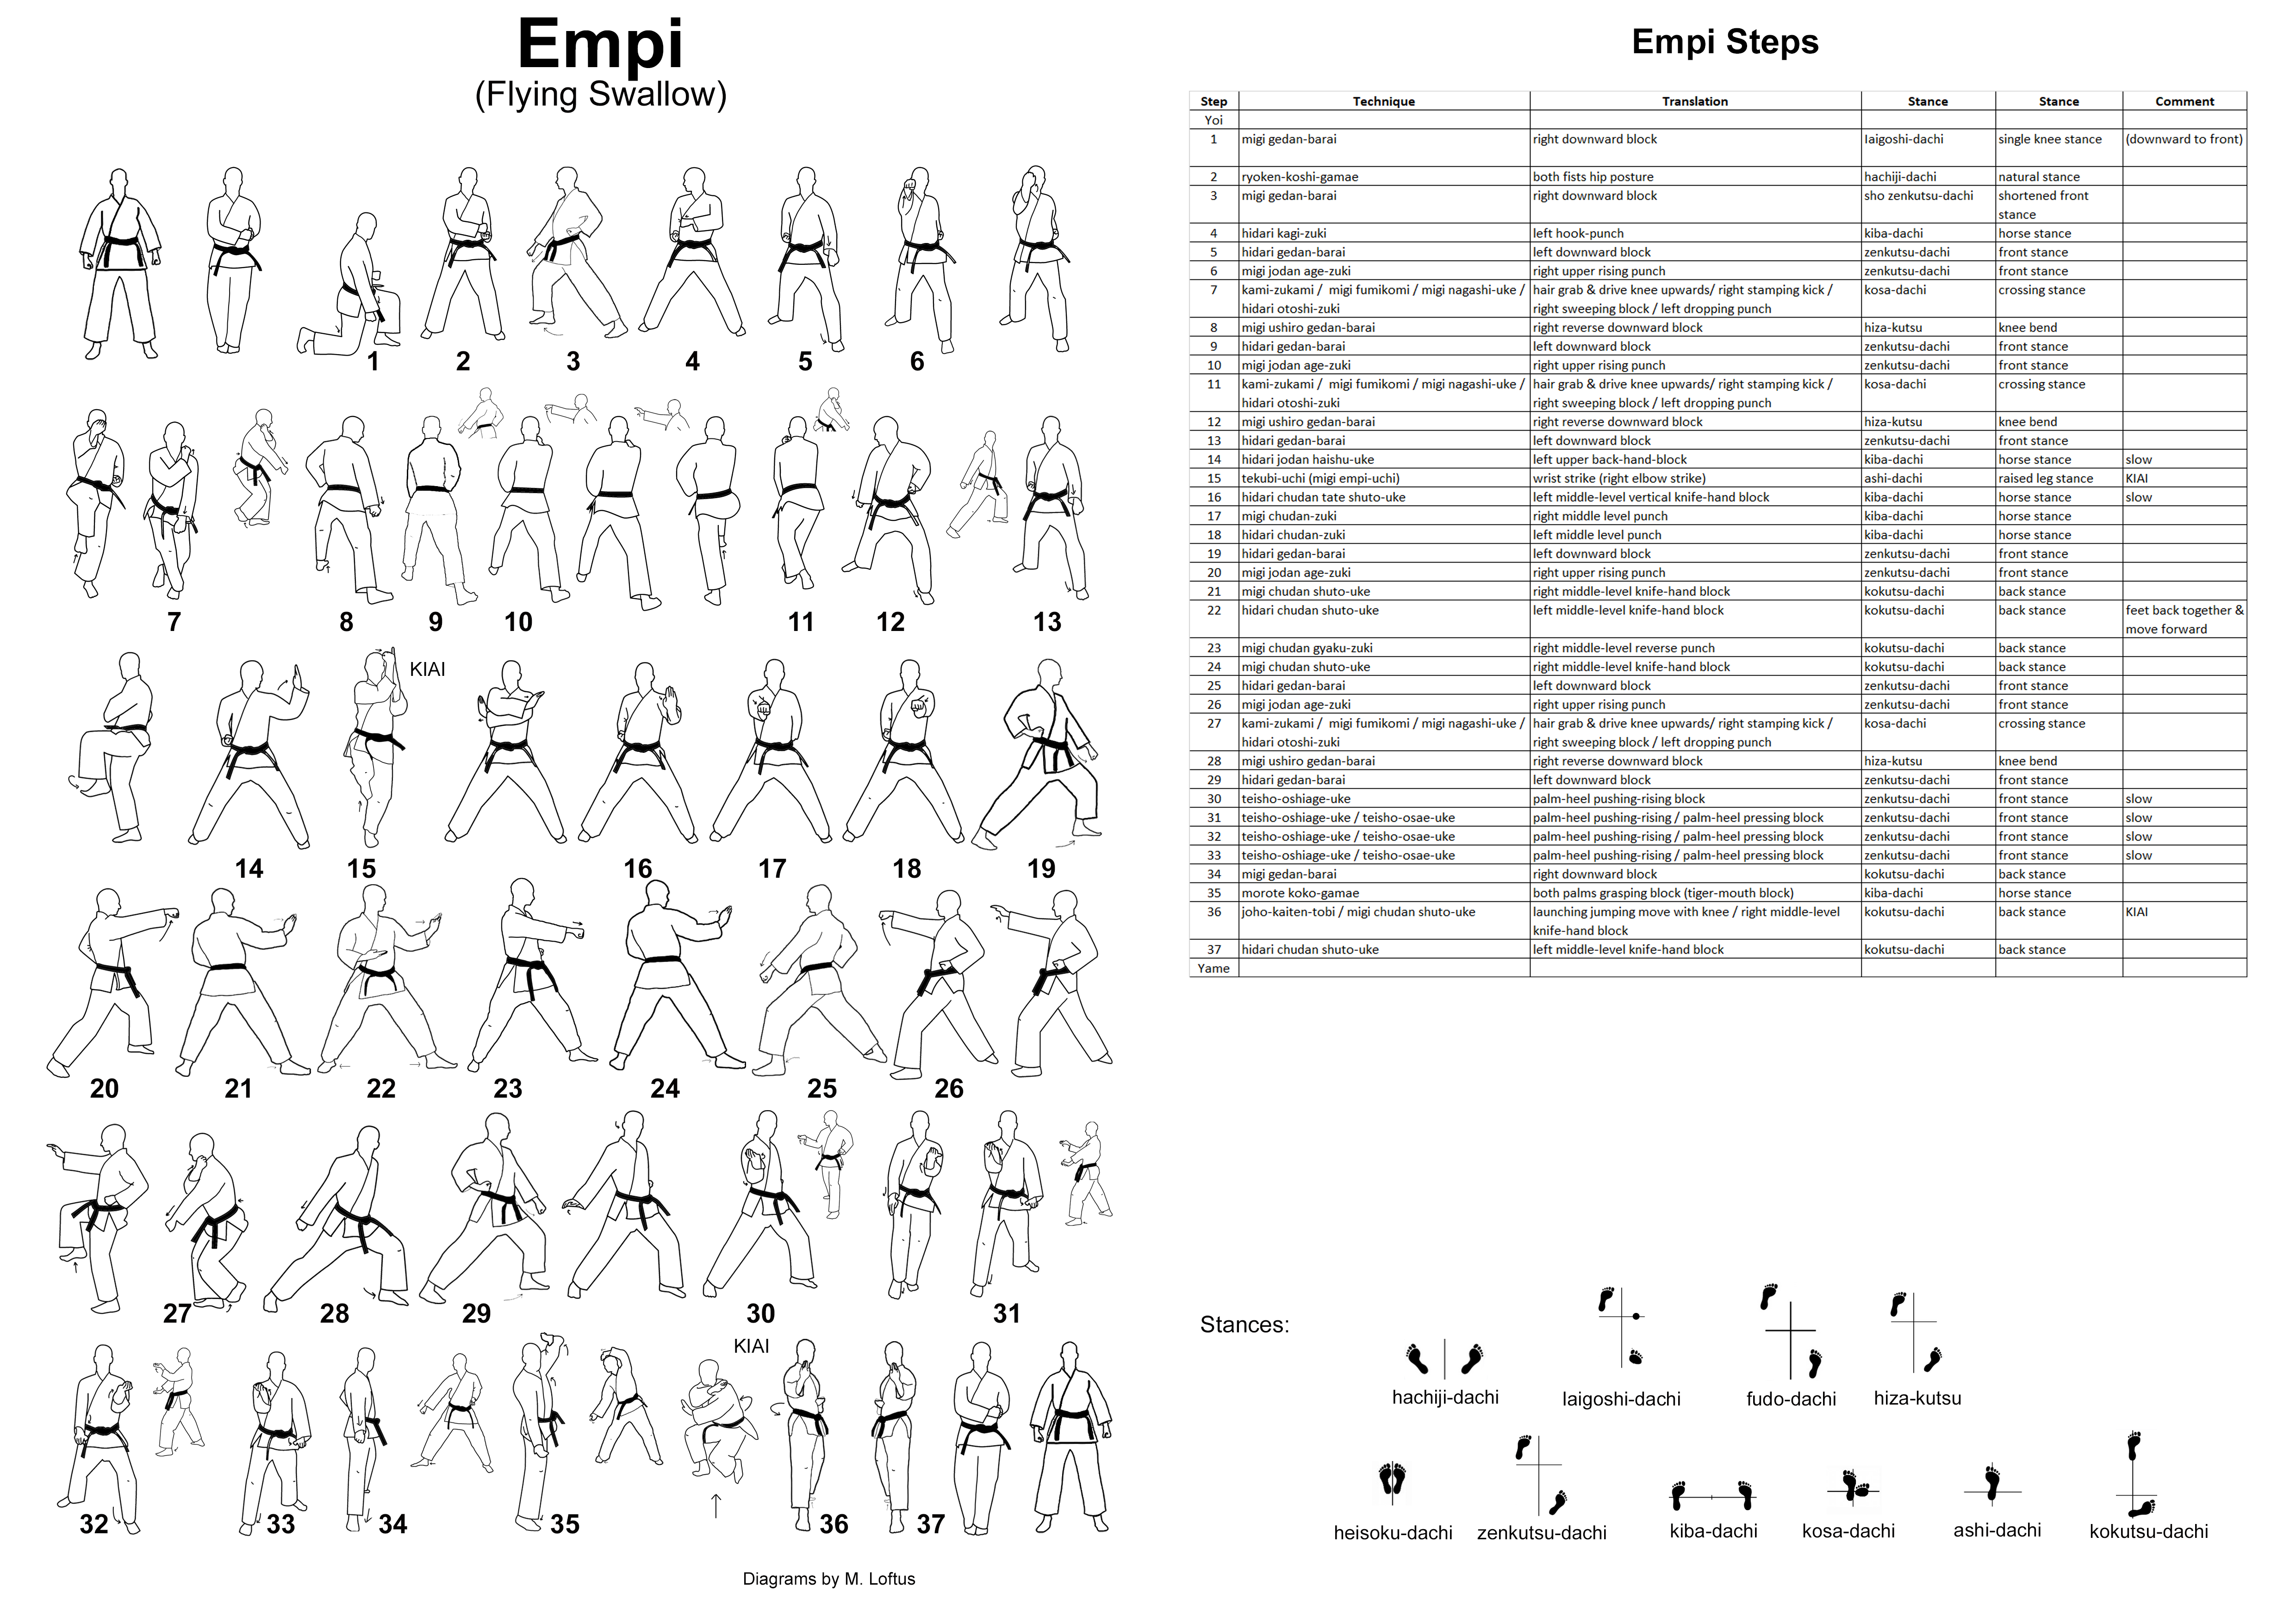 Empi
(Flying Swallow)
1 2 3 4 5 6
7 8 9 10 11 12 13
KIAI
14 15 16 17 18 19
20 21 22 23 24 25 26
27 28 29 30 31
KIAI
32 33 34 35 36 37
Diagrams by M. Loftus
Empi Steps
Step Technique Translation Stance Stance Comment
Yoi
1 migi gedan-barai right downward block Iaigoshi-dachi single knee stance (downward to front)
2 ryoken-koshi-gamae both fists hip posture hachiji-dachi natural stance
3 migi gedan-barai right downward block sho zenkutsu-dachi shortened front
stance
4 hidari kagi-zuki left hook-punch kiba-dachi horse stance
5 hidari gedan-barai left downward block zenkutsu-dachi front stance
6 migi jodan age-zuki right upper rising punch zenkutsu-dachi front stance
7 kami-zukami / migi fumikomi / migi nagashi-uke / hair grab & drive knee upwards/ right stamping kick / kosa-dachi crossing stance
hidari otoshi-zuki right sweeping block / left dropping punch
8 migi ushiro gedan-barai right reverse downward block hiza-kutsu knee bend
9 hidari gedan-barai left downward block zenkutsu-dachi front stance
10 migi jodan age-zuki right upper rising punch zenkutsu-dachi front stance
11 kami-zukami / migi fumikomi / migi nagashi-uke / hair grab & drive knee upwards/ right stamping kick / kosa-dachi crossing stance
hidari otoshi-zuki right sweeping block / left dropping punch
12 migi ushiro gedan-barai right reverse downward block hiza-kutsu knee bend
13 hidari gedan-barai left downward block zenkutsu-dachi front stance
14 hidari jodan haishu-uke left upper back-hand-block kiba-dachi horse stance slow
15 tekubi-uchi (migi empi-uchi) wrist strike (right elbow strike) ashi-dachi raised leg stance KIAI
16 hidari chudan tate shuto-uke left middle-level vertical knife-hand block kiba-dachi horse stance slow
17 migi chudan-zuki right middle level punch kiba-dachi horse stance
18 hidari chudan-zuki left middle level punch kiba-dachi horse stance
19 hidari gedan-barai left downward block zenkutsu-dachi front stance
20 migi jodan age-zuki right upper rising punch zenkutsu-dachi front stance
21 migi chudan shuto-uke right middle-level knife-hand block kokutsu-dachi back stance
22 hidari chudan shuto-uke left middle-level knife-hand block kokutsu-dachi back stance feet back together &
move forward
23 migi chudan gyaku-zuki right middle-level reverse punch kokutsu-dachi back stance
24 migi chudan shuto-uke right middle-level knife-hand block kokutsu-dachi back stance
25 hidari gedan-barai left downward block zenkutsu-dachi front stance
26 migi jodan age-zuki right upper rising punch zenkutsu-dachi front stance
27 kami-zukami / migi fumikomi / migi nagashi-uke / hair grab & drive knee upwards/ right stamping kick / kosa-dachi crossing stance
hidari otoshi-zuki right sweeping block / left dropping punch
28 migi ushiro gedan-barai right reverse downward block hiza-kutsu knee bend
29 hidari gedan-barai left downward block zenkutsu-dachi front stance
30 teisho-oshiage-uke palm-heel pushing-rising block zenkutsu-dachi front stance slow
31 teisho-oshiage-uke / teisho-osae-uke palm-heel pushing-rising / palm-heel pressing block zenkutsu-dachi front stance slow
32 teisho-oshiage-uke / teisho-osae-uke palm-heel pushing-rising / palm-heel pressing block zenkutsu-dachi front stance slow
33 teisho-oshiage-uke / teisho-osae-uke palm-heel pushing-rising / palm-heel pressing block zenkutsu-dachi front stance slow
34 migi gedan-barai right downward block kokutsu-dachi back stance
35 morote koko-gamae both palms grasping block (tiger-mouth block) kiba-dachi horse stance
36 joho-kaiten-tobi / migi chudan shuto-uke launching jumping move with knee / right middle-level kokutsu-dachi back stance KIAI
knife-hand block
37 hidari chudan shuto-uke left middle-level knife-hand block kokutsu-dachi back stance
Yame
Stances:
hachiji-dachi Iaigoshi-dachi fudo-dachi hiza-kutsu
heisoku-dachi zenkutsu-dachi kiba-dachi kosa-dachi ashi-dachi kokutsu-dachi